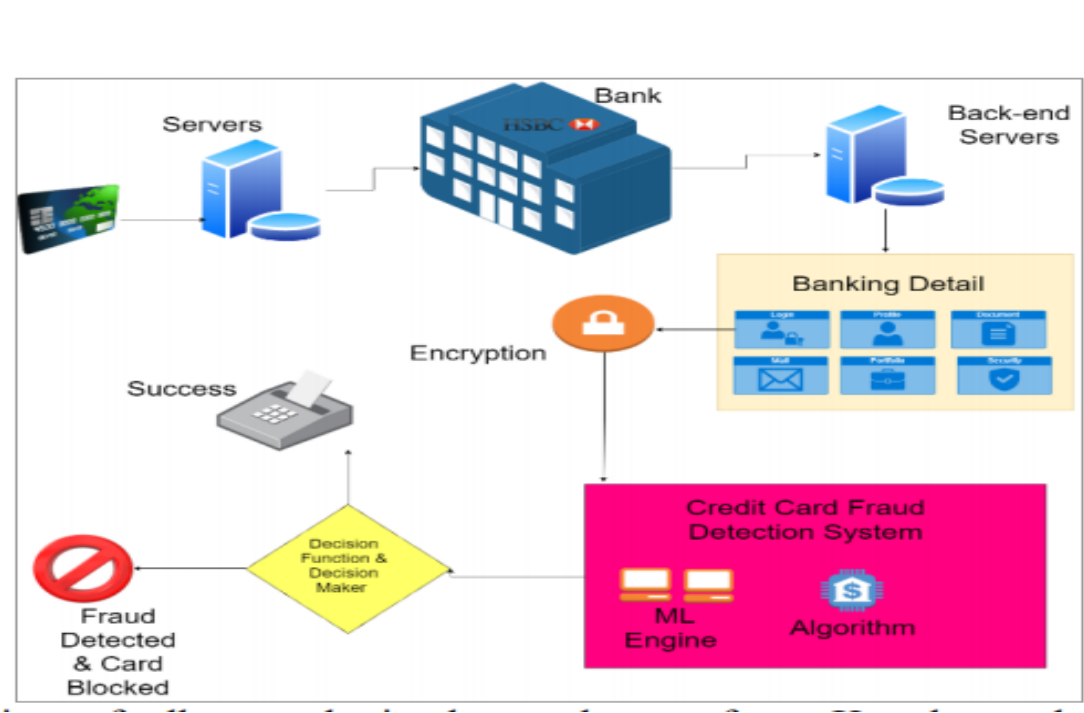 Bank
HSBC
Servers
Back-end
Servers
Banking Detail
Login
Profile
Document
Mail
Portfolio
Security
Encryption
Success
Credit Card Fraud
Detection System
ML
Engine
Algorithm
Decision
Function &
Decision
Maker
Fraud
Detected
& Card
Blocked